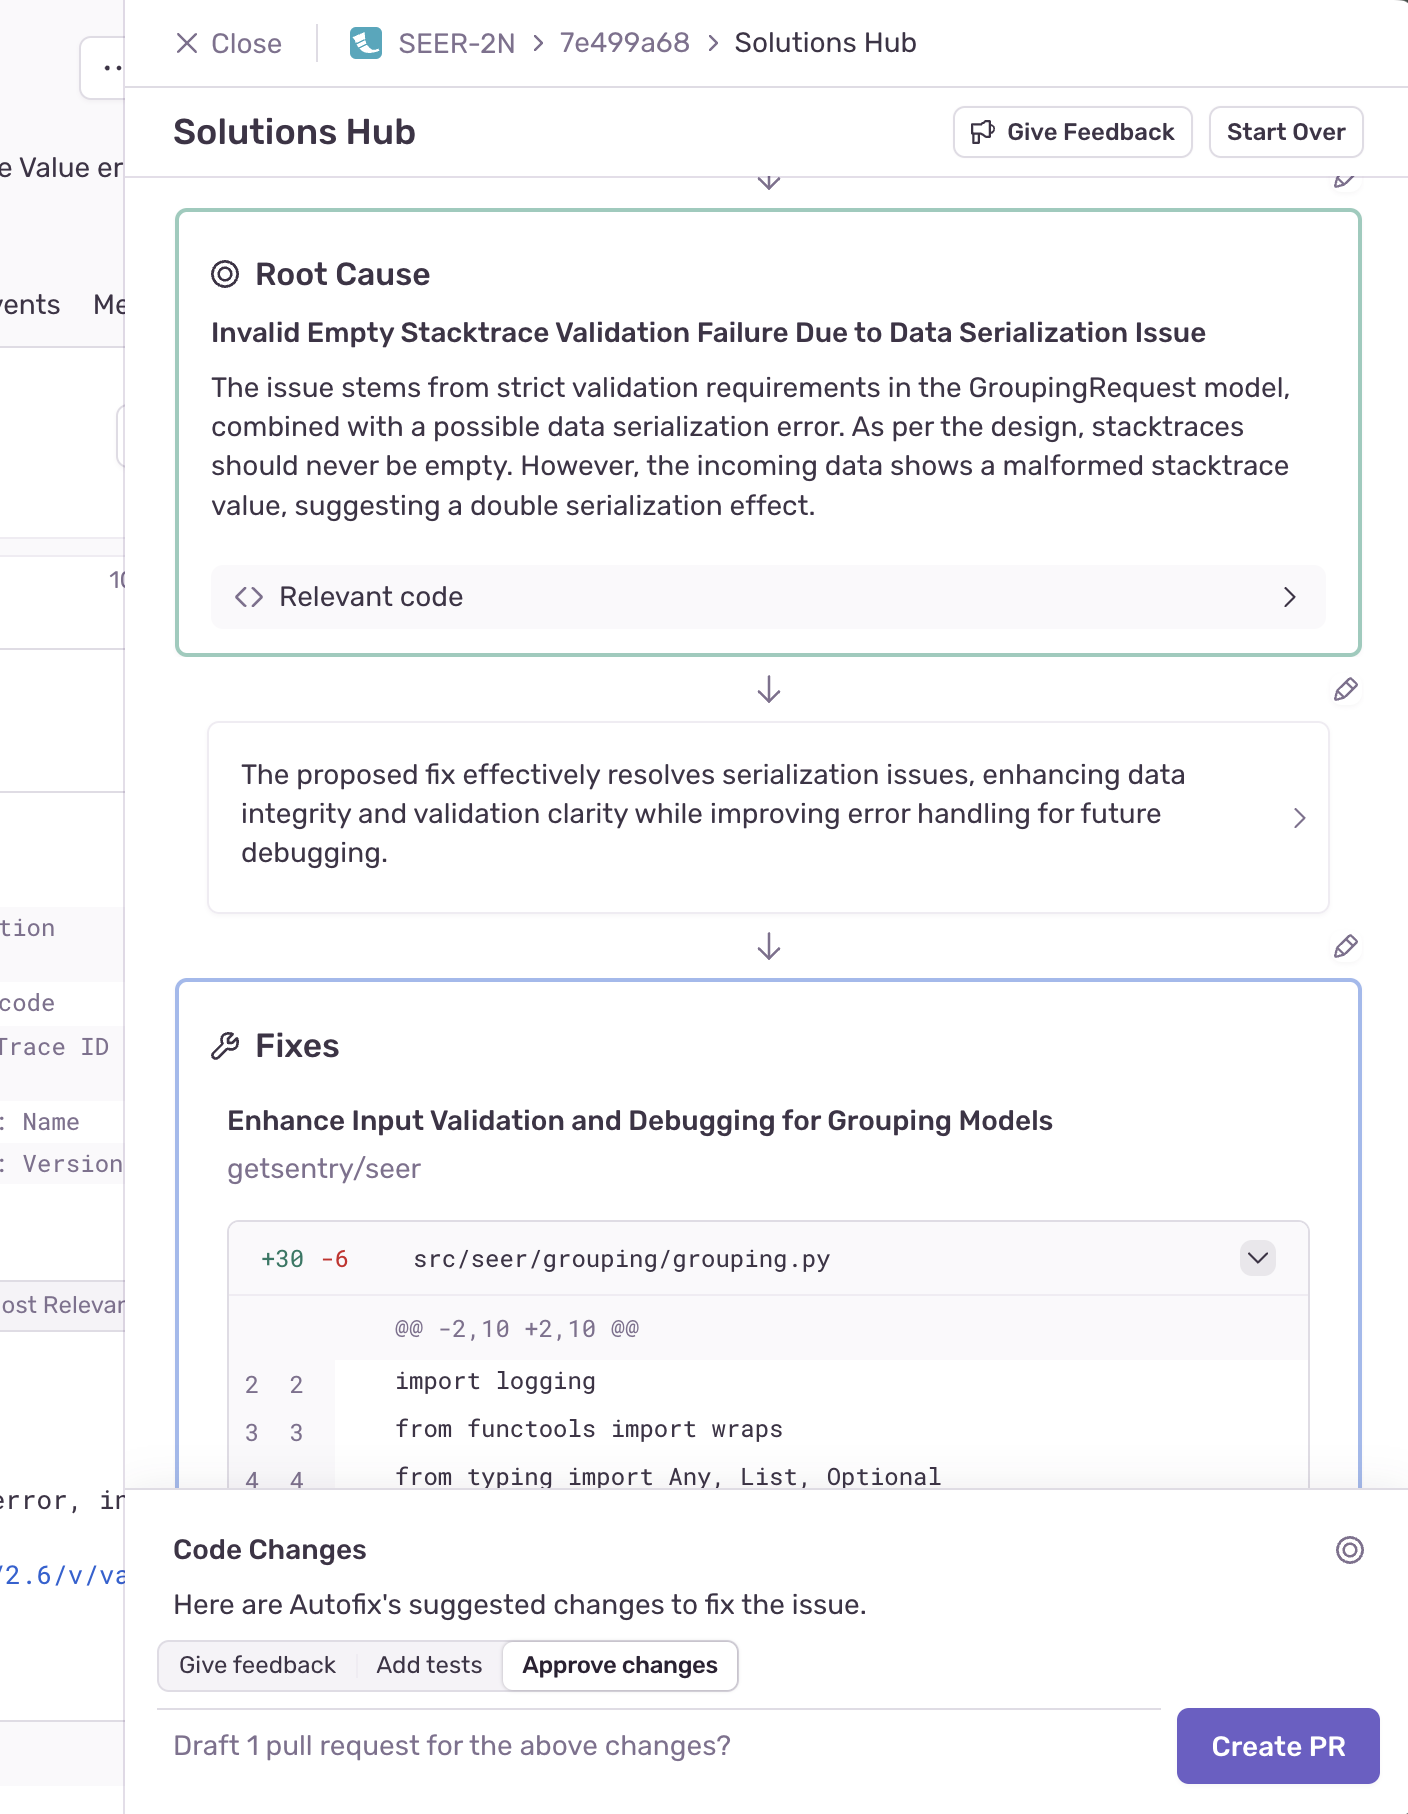 Close
SEER-2N > 7e499a68 > Solutions Hub
Solutions Hub
Give Feedback
Start Over
Root Cause
Invalid Empty Stacktrace Validation Failure Due to Data Serialization Issue
The issue stems from strict validation requirements in the GroupingRequest model,
combined with a possible data serialization error. As per the design, stacktraces
should never be empty. However, the incoming data shows a malformed stacktrace
value, suggesting a double serialization effect.
Relevant code
The proposed fix effectively resolves serialization issues, enhancing data
integrity and validation clarity while improving error handling for future
debugging.
Fixes
Enhance Input Validation and Debugging for Grouping Models
getsentry/seer
+30 -6 src/seer/grouping/grouping.py
@@ -2,10 +2,10 @@
2 2 import logging
3 3 from functools import wraps
4 4 from typing import Any, List, Optional
Code Changes
Here are Autofix's suggested changes to fix the issue.
Give feedback
Add tests
Approve changes
Draft 1 pull request for the above changes?
Create PR
e Value er
vents Me
10
tion
code
Trace ID
: Name
: Version
ost Relevan
error, in
/2.6/v/va